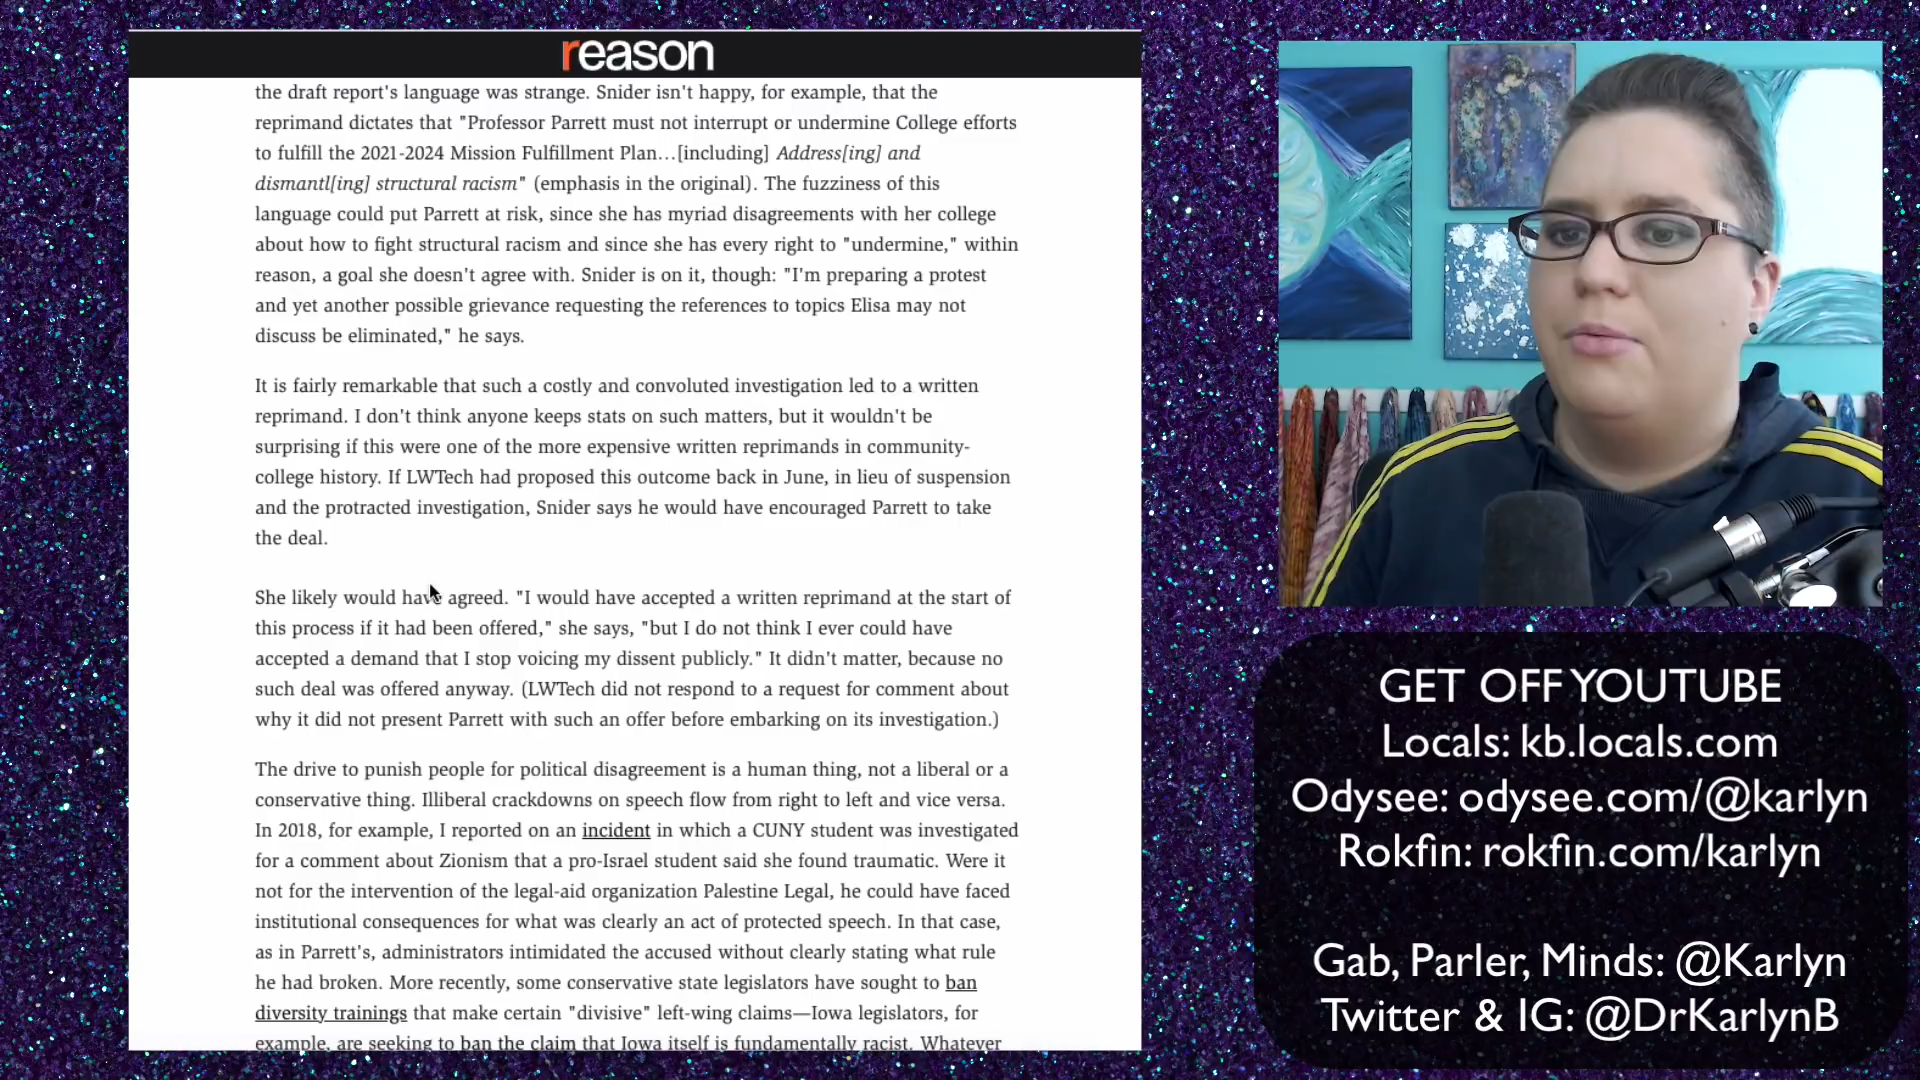 reason
the draft report's language was strange. Snider isn't happy, for example, that the
reprimand dictates that "Professor Parrett must not interrupt or undermine College efforts
to fulfill the 2021-2024 Mission Fulfillment Plan…[including] Address[ing] and
dismantl[ing] structural racism" (emphasis in the original). The fuzziness of this
language could put Parrett at risk, since she has myriad disagreements with her college
about how to fight structural racism and since she has every right to "undermine," within
reason, a goal she doesn't agree with. Snider is on it, though: "I'm preparing a protest
and yet another possible grievance requesting the references to topics Elisa may not
discuss be eliminated," he says.
It is fairly remarkable that such a costly and convoluted investigation led to a written
reprimand. I don't think anyone keeps stats on such matters, but it wouldn't be
surprising if this were one of the more expensive written reprimands in community-
college history. If LWTech had proposed this outcome back in June, in lieu of suspension
and the protracted investigation, Snider says he would have encouraged Parrett to take
the deal.
She likely would have agreed. "I would have accepted a written reprimand at the start of
this process if it had been offered," she says, "but I do not think I ever could have
accepted a demand that I stop voicing my dissent publicly." It didn't matter, because no
such deal was offered anyway. (LWTech did not respond to a request for comment about
why it did not present Parrett with such an offer before embarking on its investigation.)
The drive to punish people for political disagreement is a human thing, not a liberal or a
conservative thing. Illiberal crackdowns on speech flow from right to left and vice versa.
In 2018, for example, I reported on an incident in which a CUNY student was investigated
for a comment about Zionism that a pro-Israel student said she found traumatic. Were it
not for the intervention of the legal-aid organization Palestine Legal, he could have faced
institutional consequences for what was clearly an act of protected speech. In that case,
as in Parrett's, administrators intimidated the accused without clearly stating what rule
he had broken. More recently, some conservative state legislators have sought to ban
diversity trainings that make certain "divisive" left-wing claims—Iowa legislators, for
example, are seeking to ban the claim that Iowa itself is fundamentally racist. Whatever
GET OFF YOUTUBE
Locals: kb.locals.com
Odysee: odysee.com/@karlyn
Rokfin: rokfin.com/karlyn
Gab, Parler, Minds: @Karlyn
Twitter & IG: @DrKarlynB